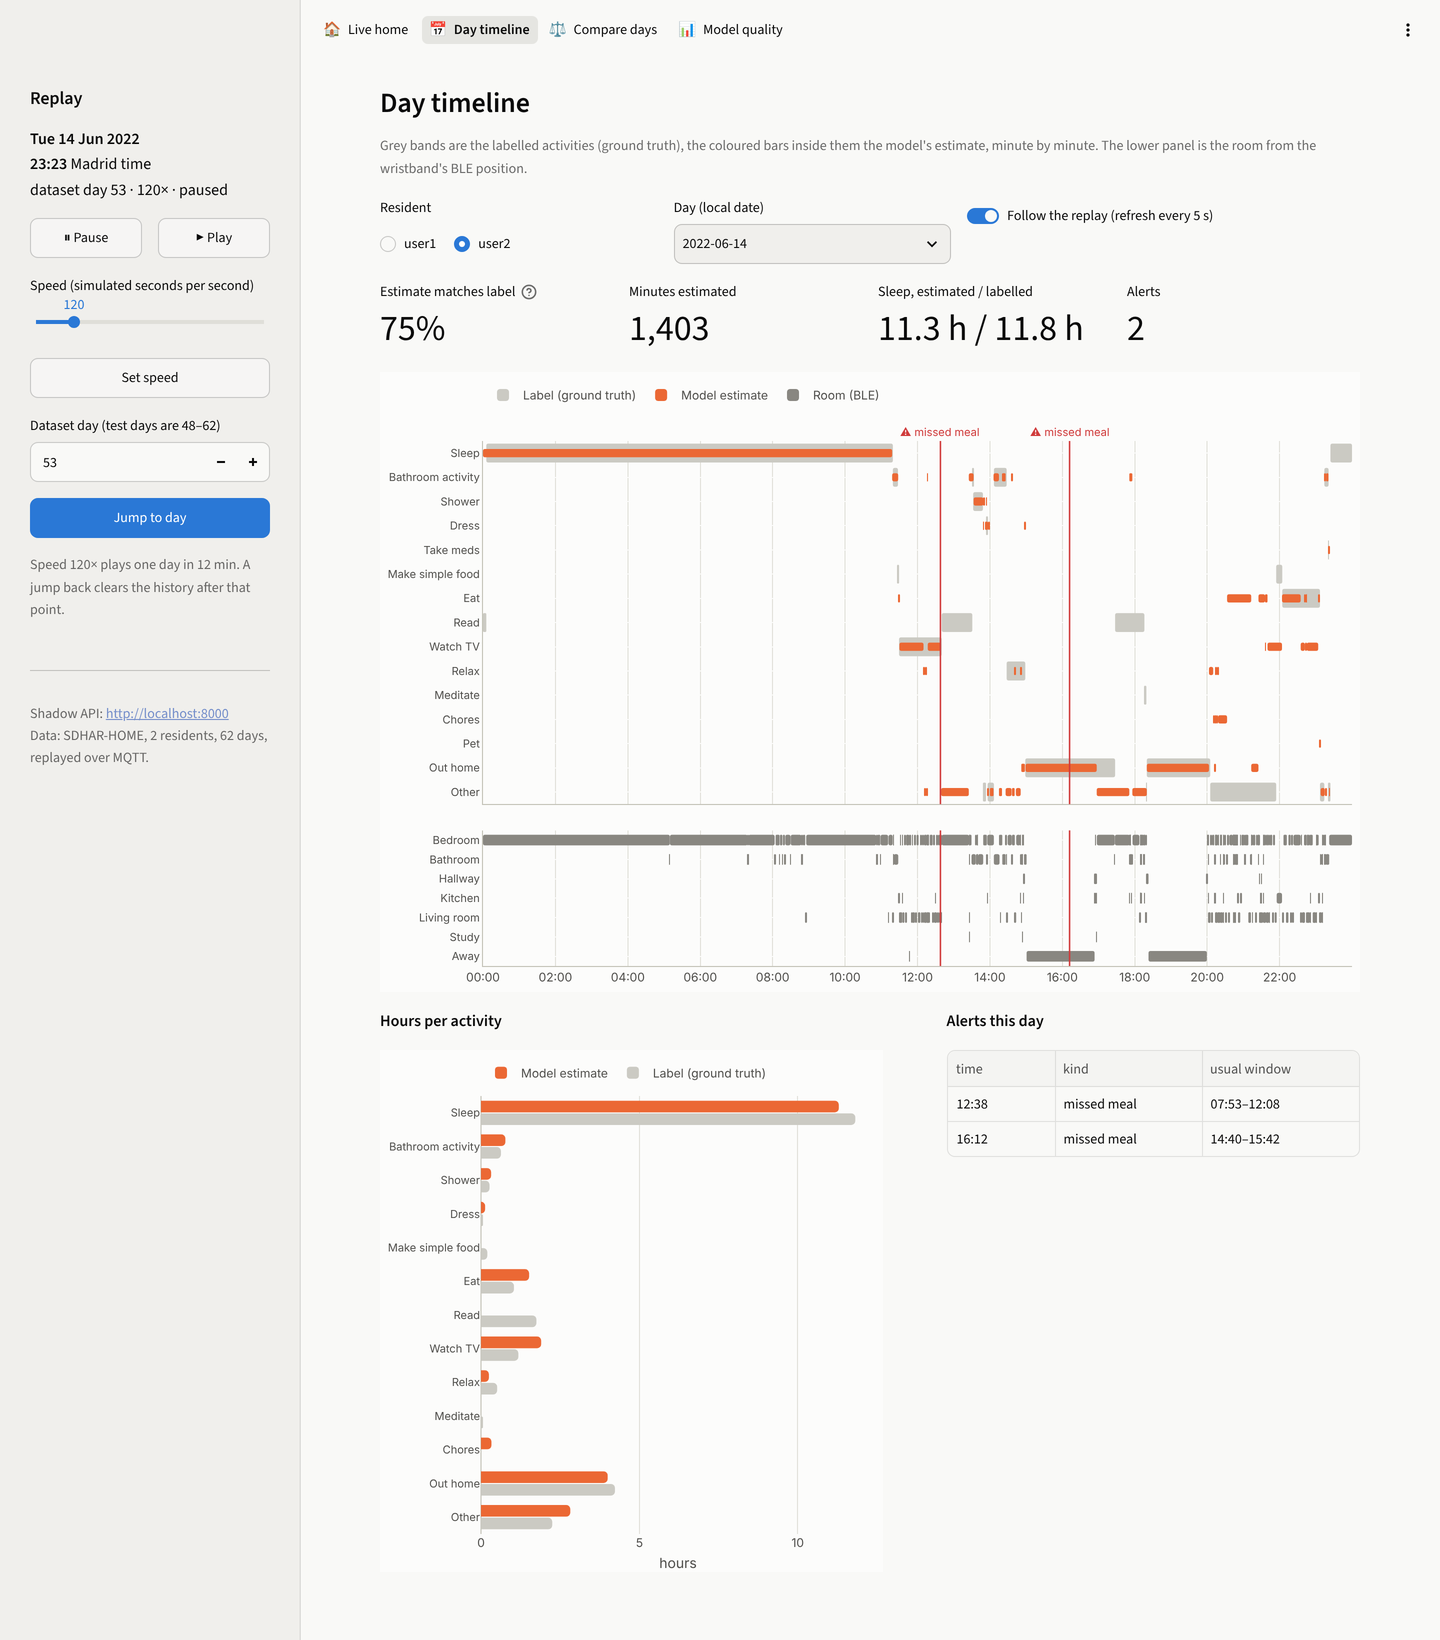 🏠 Live home
📅 Day timeline
⚖️ Compare days
📊 Model quality
Replay
Tue 14 Jun 2022
23:23 Madrid time
dataset day 53 · 120× · paused
⏸ Pause
▶ Play
Speed (simulated seconds per second)
120
Set speed
Dataset day (test days are 48–62)
53
Jump to day
Speed 120× plays one day in 12 min. A
jump back clears the history after that
point.
Shadow API: http://localhost:8000
Data: SDHAR-HOME, 2 residents, 62 days,
replayed over MQTT.
Day timeline
Grey bands are the labelled activities (ground truth), the coloured bars inside them the model's estimate, minute by minute. The lower panel is the room from the
wristband's BLE position.
Resident
user1
user2
Day (local date)
2022-06-14
Follow the replay (refresh every 5 s)
Estimate matches label
75%
Minutes estimated
1,403
Sleep, estimated / labelled
11.3 h / 11.8 h
Alerts
2
Label (ground truth)
Model estimate
Room (BLE)
⚠ missed meal
⚠ missed meal
Sleep
Bathroom activity
Shower
Dress
Take meds
Make simple food
Eat
Read
Watch TV
Relax
Meditate
Chores
Pet
Out home
Other
Bedroom
Bathroom
Hallway
Kitchen
Living room
Study
Away
00:00 02:00 04:00 06:00 08:00 10:00 12:00 14:00 16:00 18:00 20:00 22:00
Hours per activity
Model estimate
Label (ground truth)
Sleep
Bathroom activity
Shower
Dress
Make simple food
Eat
Read
Watch TV
Relax
Meditate
Chores
Out home
Other
0 5 10
hours
Alerts this day
time kind usual window
12:38 missed meal 07:53–12:08
16:12 missed meal 14:40–15:42